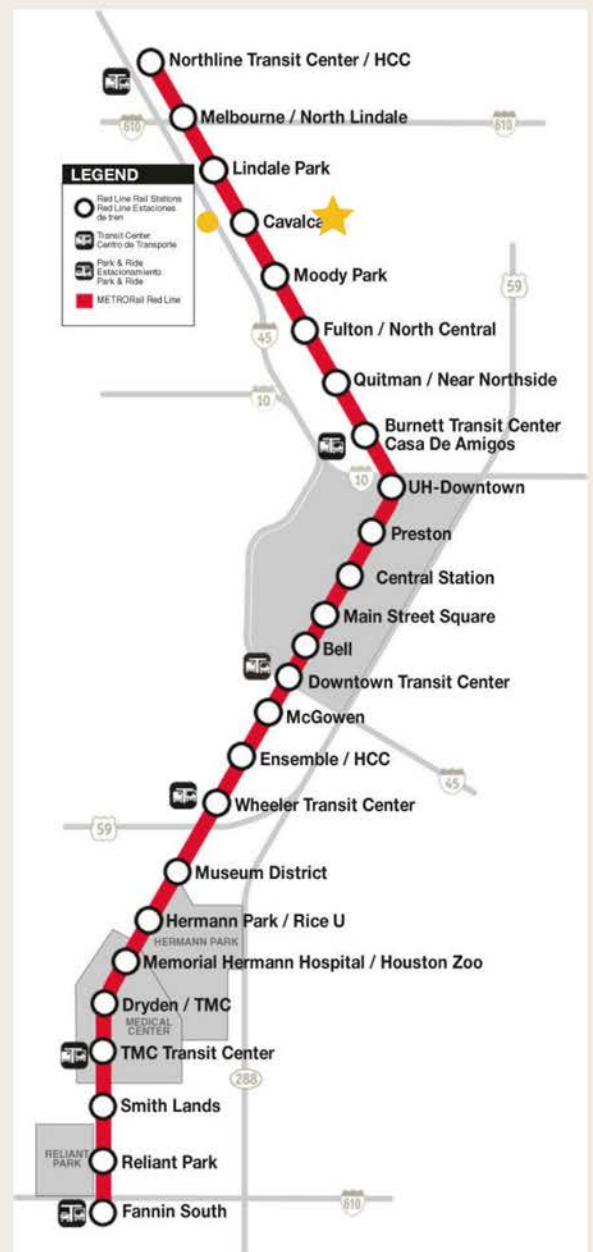 Northline Transit Center / HCC
610
Melbourne / North Lindale
610
Lindale Park
LEGEND
Red Line Rail Stations
Red Line Estaciones
de tren
Transit Center
Centro de Transporte
Park & Ride
Estacionamiento
Park & Ride
METRORail Red Line
Moody Park
59
45
Fulton / North Central
10
Quitman / Near Northside
Burnett Transit Center
Casa De Amigos
10
UH-Downtown
Preston
Central Station
Main Street Square
Bell
Downtown Transit Center
McGowen
Ensemble / HCC
45
Wheeler Transit Center
59
Museum District
Hermann Park / Rice U
HERMANN PARK
Memorial Hermann Hospital / Houston Zoo
Dryden / TMC
MEDICAL
CENTER
TMC Transit Center
288
Smith Lands
RELIANT
PARK
Reliant Park
610
Fannin South